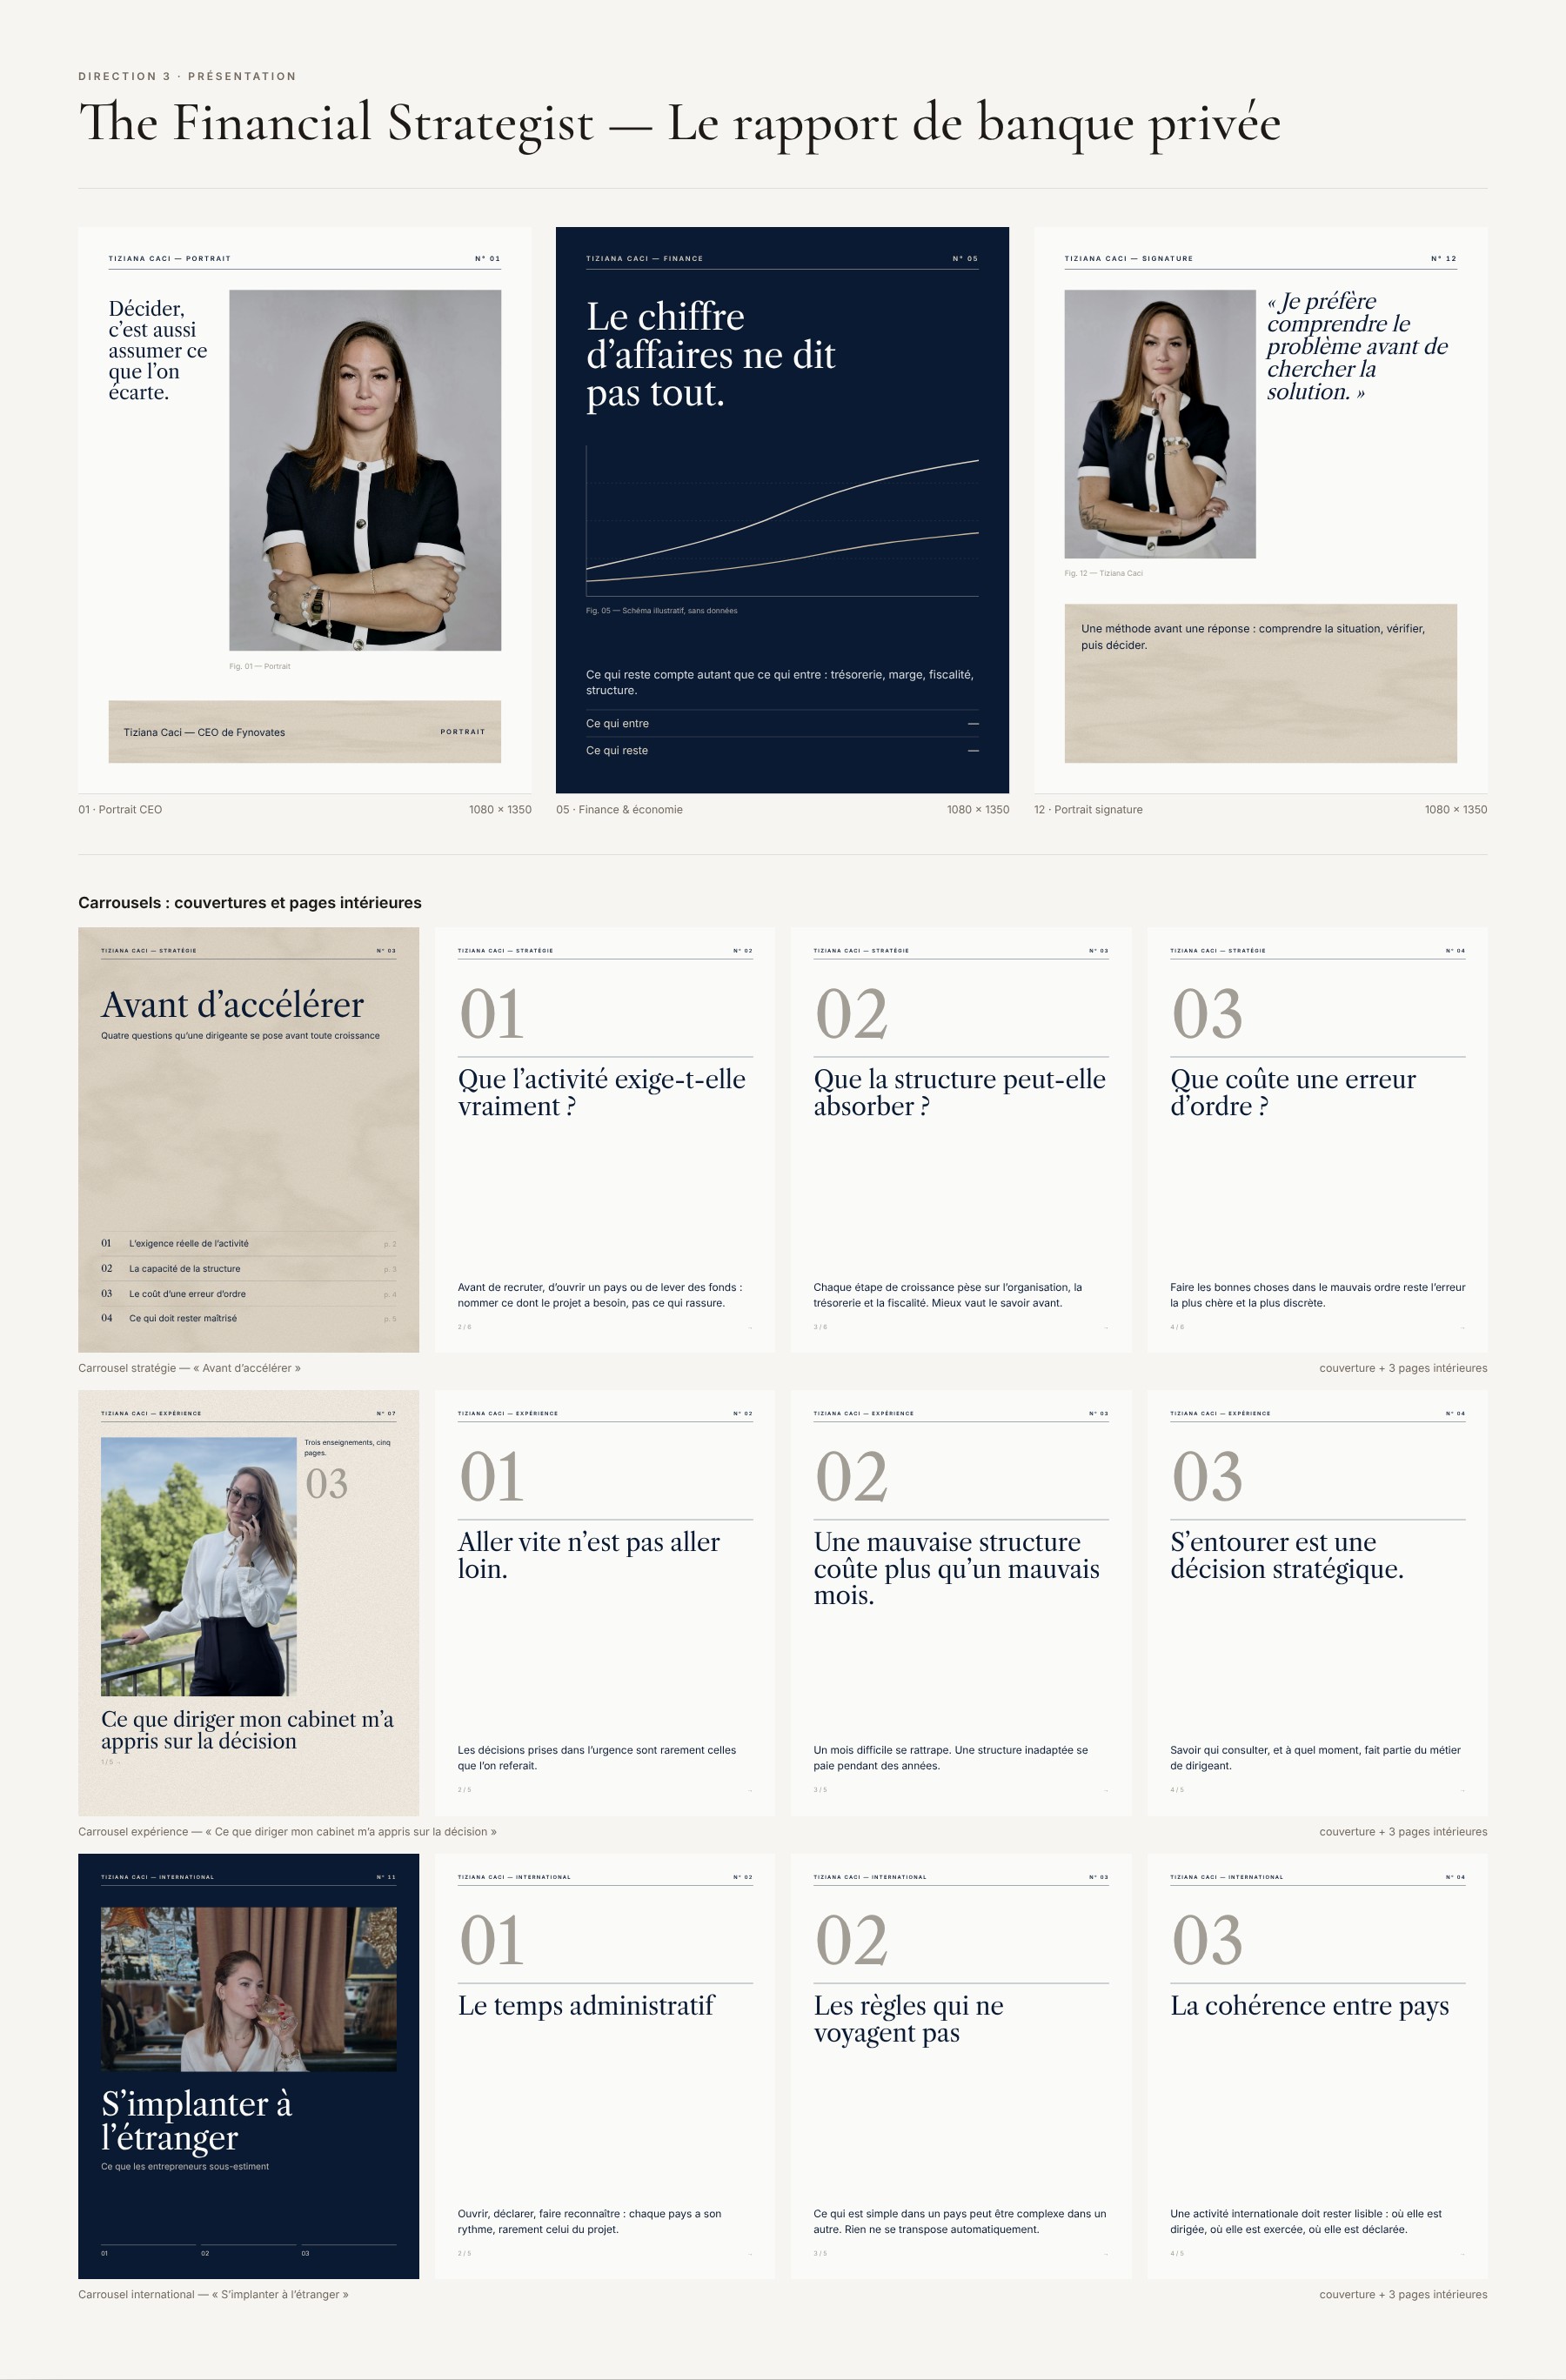 DIRECTION 3 · PRÉSENTATION
The Financial Strategist — Le rapport de banque privée
TIZIANA CACI — PORTRAIT
N° 01
Décider,
c’est aussi
assumer ce
que l’on
écarte.
Fig. 01 — Portrait
Tiziana Caci — CEO de Fynovates
PORTRAIT
01 · Portrait CEO
1080 × 1350
TIZIANA CACI — FINANCE
N° 05
Le chiffre
d’affaires ne dit
pas tout.
Fig. 05 — Schéma illustratif, sans données
Ce qui reste compte autant que ce qui entre : trésorerie, marge, fiscalité,
structure.
Ce qui entre —
Ce qui reste —
05 · Finance & économie
1080 × 1350
TIZIANA CACI — SIGNATURE
N° 12
« Je préfère
comprendre le
problème avant de
chercher la
solution. »
Fig. 12 — Tiziana Caci
Une méthode avant une réponse : comprendre la situation, vérifier,
puis décider.
12 · Portrait signature
1080 × 1350
Carrousels : couvertures et pages intérieures
TIZIANA CACI — STRATÉGIE
N° 03
Avant d’accélérer
Quatre questions qu’une dirigeante se pose avant toute croissance
01 L’exigence réelle de l’activité p. 2
02 La capacité de la structure p. 3
03 Le coût d’une erreur d’ordre p. 4
04 Ce qui doit rester maîtrisé p. 5
TIZIANA CACI — STRATÉGIE
N° 02
01
Que l’activité exige-t-elle
vraiment ?
Avant de recruter, d’ouvrir un pays ou de lever des fonds :
nommer ce dont le projet a besoin, pas ce qui rassure.
2 / 6 →
TIZIANA CACI — STRATÉGIE
N° 03
02
Que la structure peut-elle
absorber ?
Chaque étape de croissance pèse sur l’organisation, la
trésorerie et la fiscalité. Mieux vaut le savoir avant.
3 / 6 →
TIZIANA CACI — STRATÉGIE
N° 04
03
Que coûte une erreur
d’ordre ?
Faire les bonnes choses dans le mauvais ordre reste l’erreur
la plus chère et la plus discrète.
4 / 6 →
Carrousel stratégie — « Avant d’accélérer »
couverture + 3 pages intérieures
TIZIANA CACI — EXPÉRIENCE
N° 07
Trois enseignements, cinq
pages.
03
Ce que diriger mon cabinet m’a
appris sur la décision
1 / 5 →
TIZIANA CACI — EXPÉRIENCE
N° 02
01
Aller vite n’est pas aller
loin.
Les décisions prises dans l’urgence sont rarement celles
que l’on referait.
2 / 5 →
TIZIANA CACI — EXPÉRIENCE
N° 03
02
Une mauvaise structure
coûte plus qu’un mauvais
mois.
Un mois difficile se rattrape. Une structure inadaptée se
paie pendant des années.
3 / 5 →
TIZIANA CACI — EXPÉRIENCE
N° 04
03
S’entourer est une
décision stratégique.
Savoir qui consulter, et à quel moment, fait partie du métier
de dirigeant.
4 / 5 →
Carrousel expérience — « Ce que diriger mon cabinet m’a appris sur la décision »
couverture + 3 pages intérieures
TIZIANA CACI — INTERNATIONAL
N° 11
S’implanter à
l’étranger
Ce que les entrepreneurs sous-estiment
01 02 03
TIZIANA CACI — INTERNATIONAL
N° 02
01
Le temps administratif
Ouvrir, déclarer, faire reconnaître : chaque pays a son
rythme, rarement celui du projet.
2 / 5 →
TIZIANA CACI — INTERNATIONAL
N° 03
02
Les règles qui ne
voyagent pas
Ce qui est simple dans un pays peut être complexe dans un
autre. Rien ne se transpose automatiquement.
3 / 5 →
TIZIANA CACI — INTERNATIONAL
N° 04
03
La cohérence entre pays
Une activité internationale doit rester lisible : où elle est
dirigée, où elle est exercée, où elle est déclarée.
4 / 5 →
Carrousel international — « S’implanter à l’étranger »
couverture + 3 pages intérieures